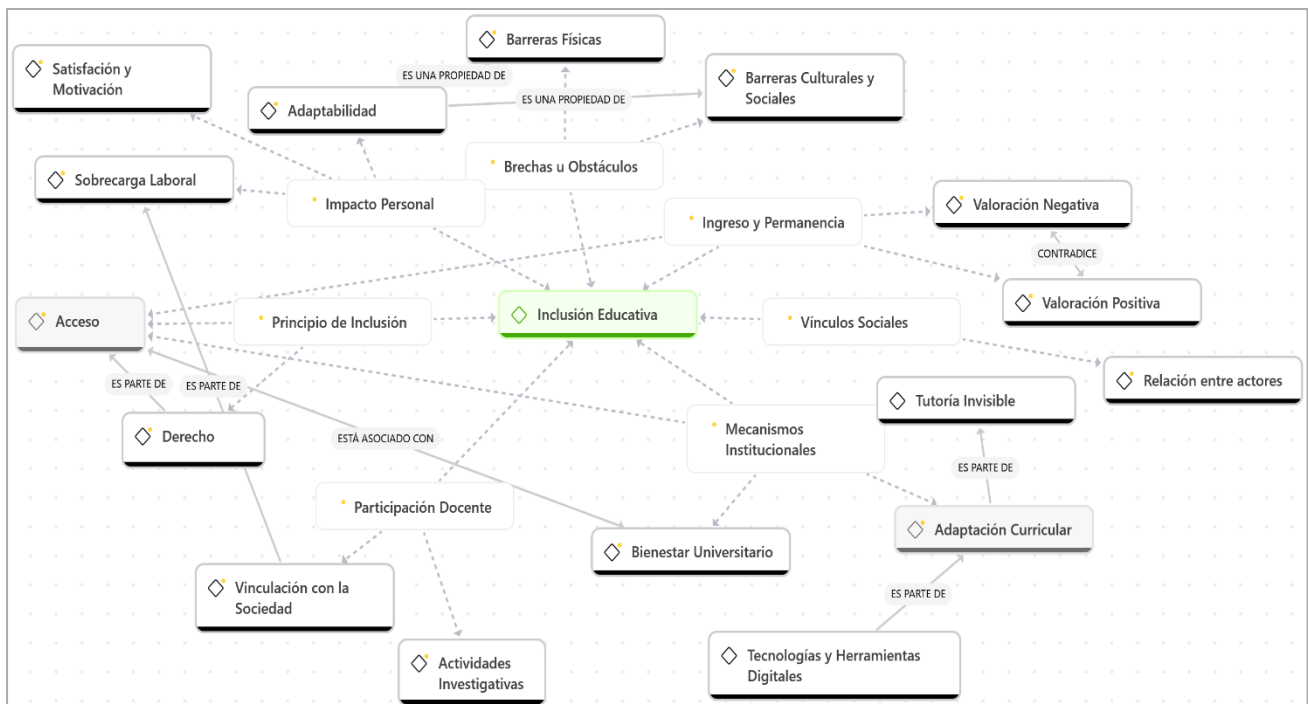 Barreras Físicas
Satisfación y
Motivación
ES UNA PROPIEDAD DE
Barreras Culturales y
Sociales
ES UNA PROPIEDAD DE
Adaptabilidad
Brechas u Obstáculos
Sobrecarga Laboral
Impacto Personal
Valoración Negativa
Ingreso y Permanencia
CONTRADICE
Valoración Positiva
Acceso
Principio de Inclusión
Inclusión Educativa
Vínculos Sociales
ES PARTE DE
ES PARTE DE
Relación entre actores
Tutoría Invisible
Derecho
ESTÁ ASOCIADO CON
Mecanismos
Institucionales
ES PARTE DE
Participación Docente
Adaptación Curricular
Bienestar Universitario
Vinculación con la
Sociedad
ES PARTE DE
Actividades
Investigativas
Tecnologías y Herramientas
Digitales